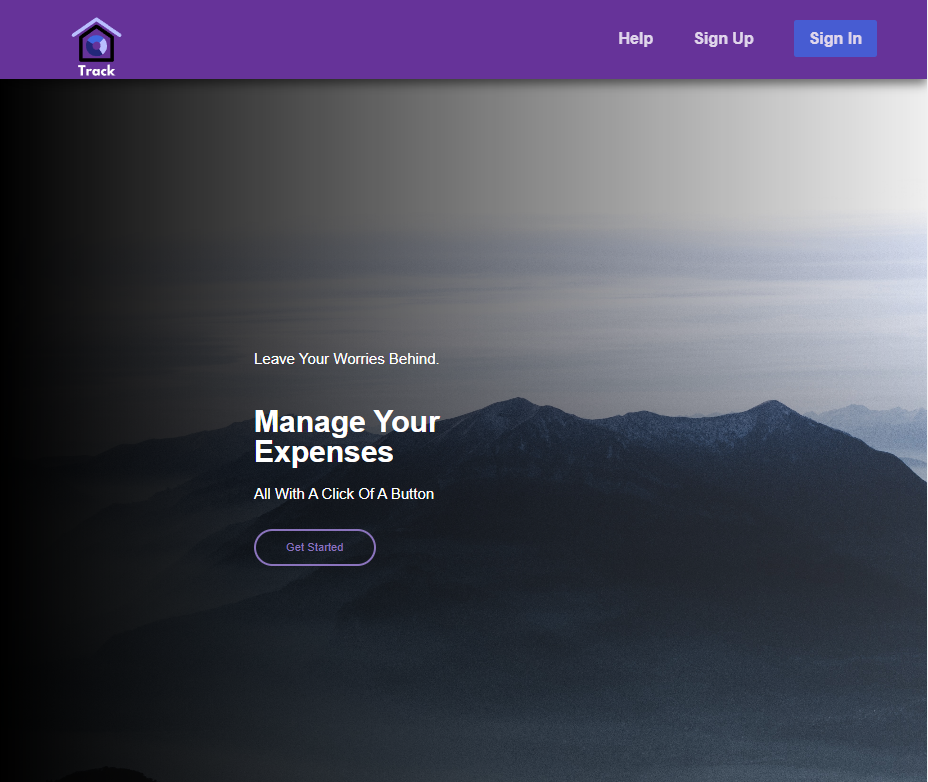 Track
Help
Sign Up
Sign In
Leave Your Worries Behind.
Manage Your
Expenses
All With A Click Of A Button
Get Started